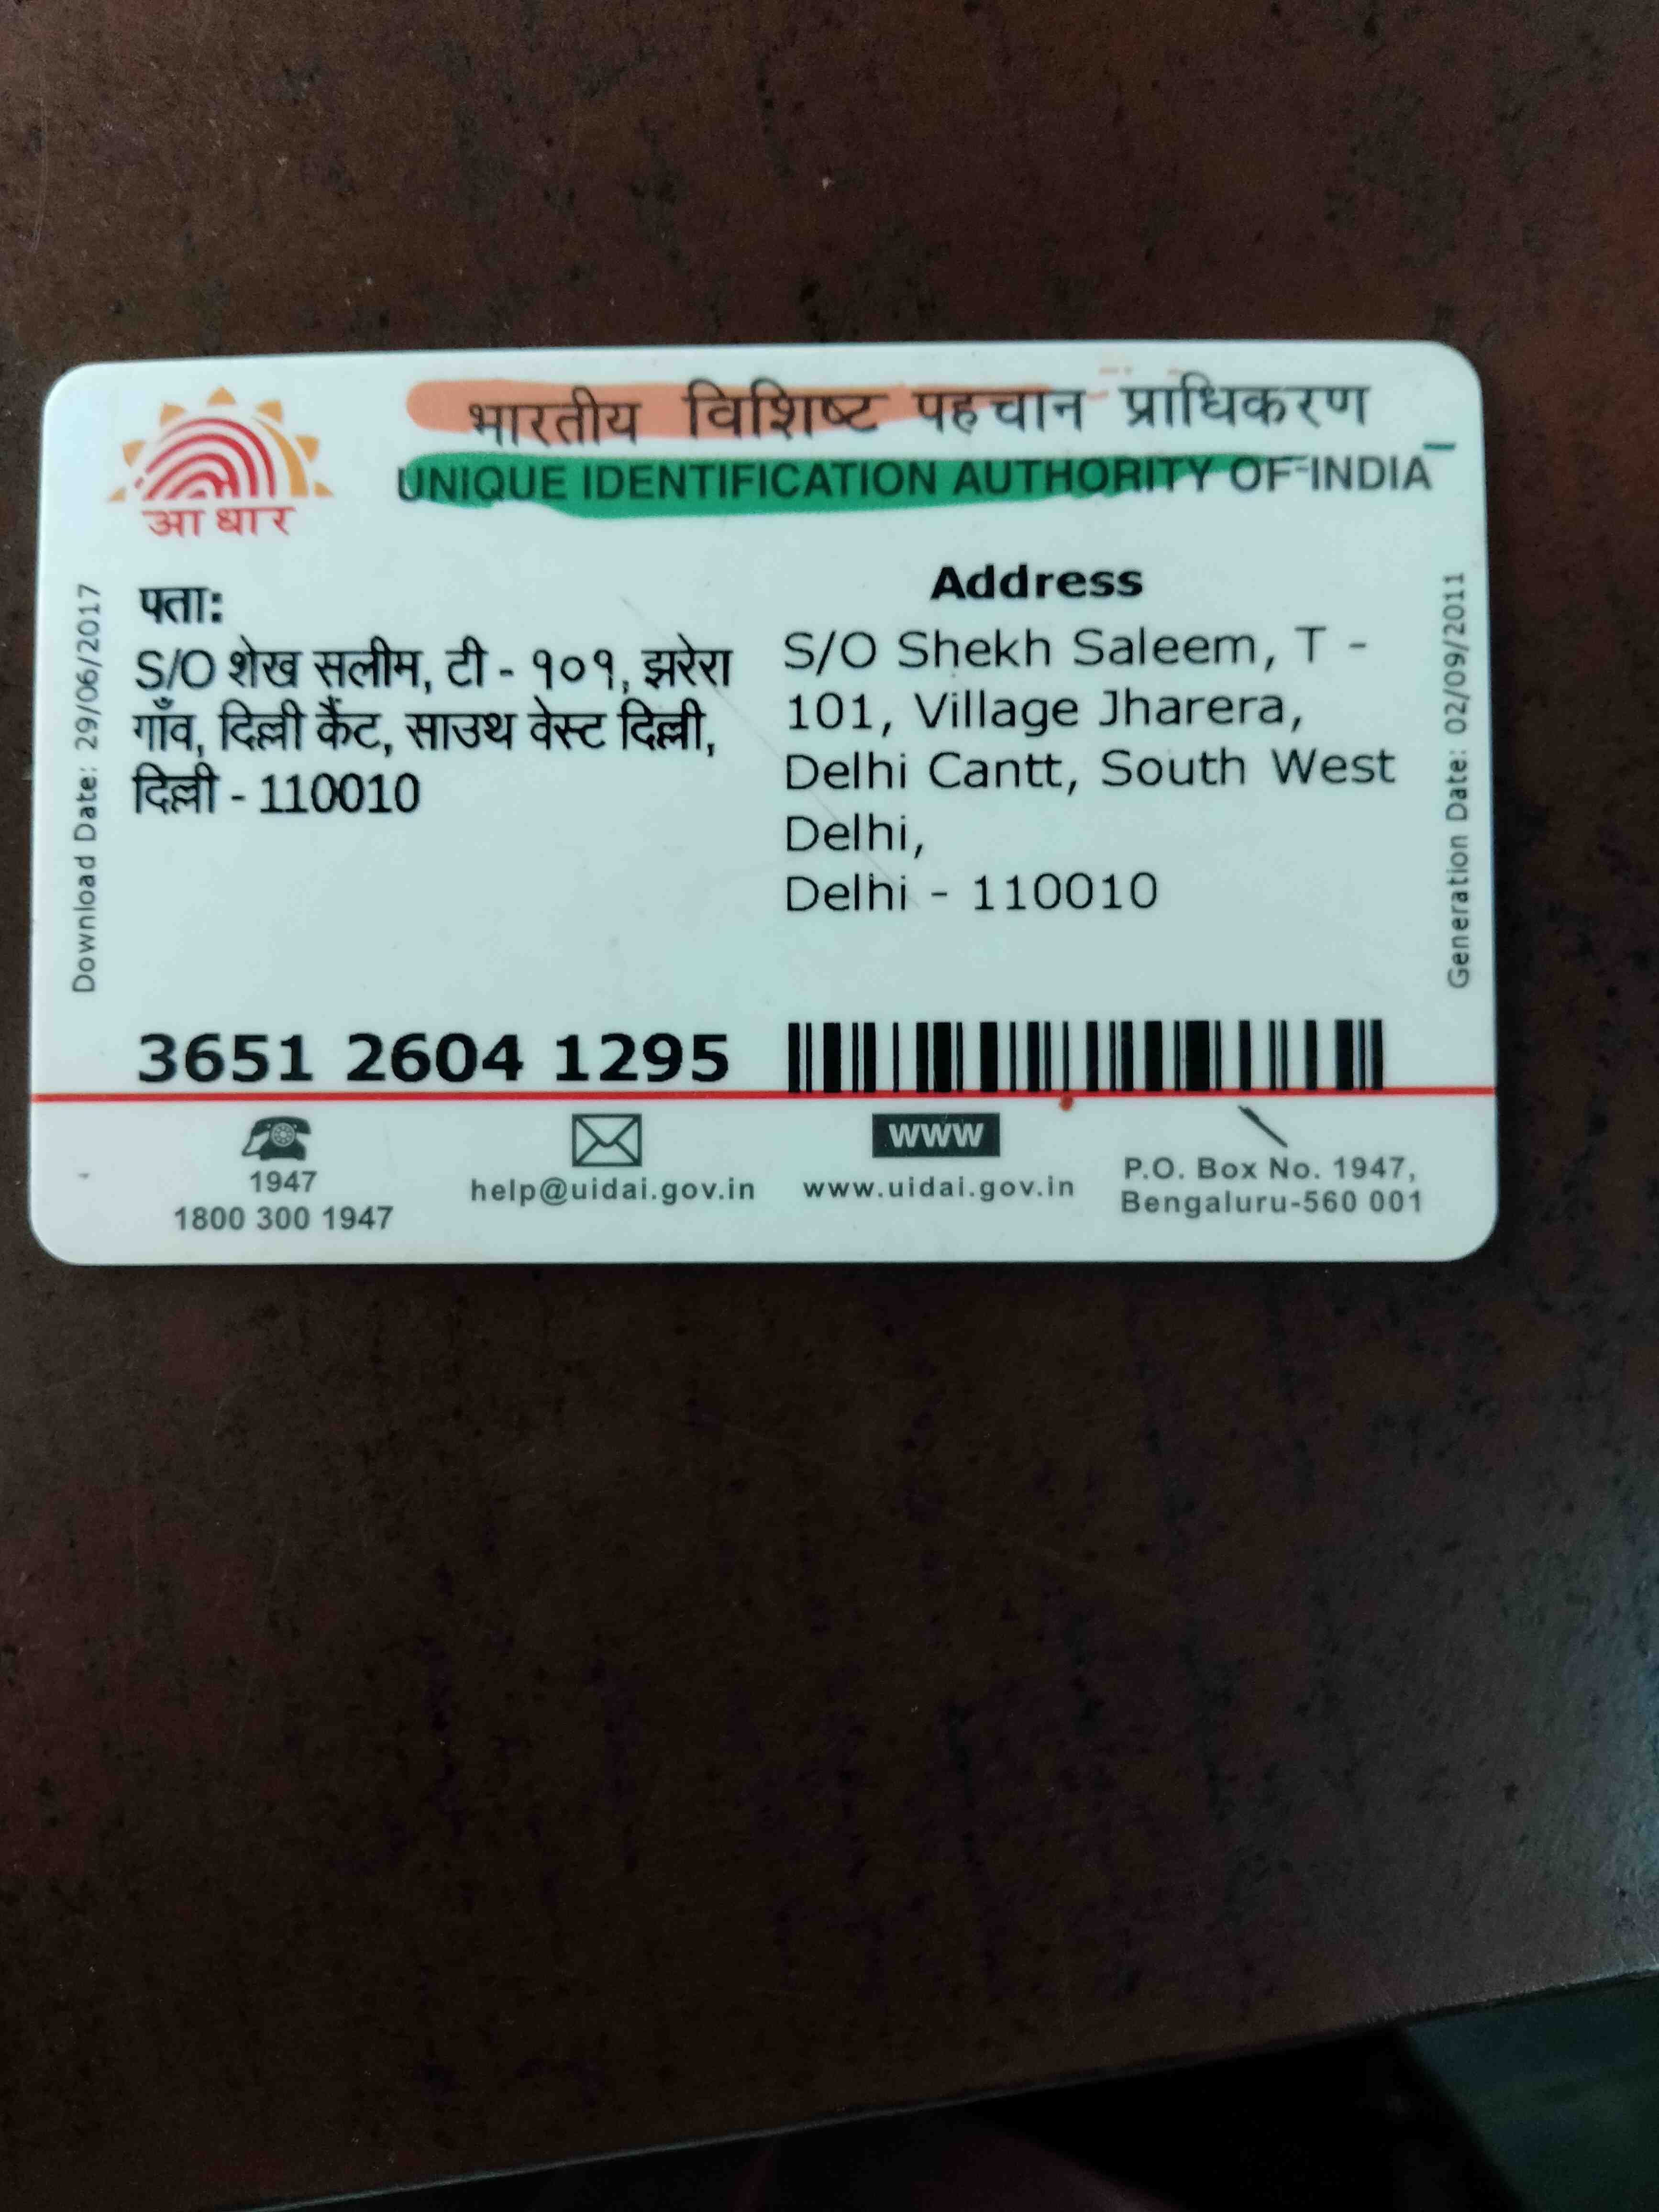 भारतीय विशिष्ट पहचान प्राधिकरण
UNIQUE IDENTIFICATION AUTHORITY OF INDIA
आधार
Download Date: 29/06/2017
पता:
S/O शेख सलीम, टी - १०१, झरेरा
गाँव, दिल्ली कैंट, साउथ वेस्ट दिल्ली,
दिल्ली - 110010
Address
S/O Shekh Saleem, T -
101, Village Jharera,
Delhi Cantt, South West
Delhi,
Delhi - 110010
Generation Date: 02/09/2011
3651 2604 1295
1947
1800 300 1947
help@uidai.gov.in
WWW
www.uidai.gov.in
P.O. Box No. 1947,
Bengaluru-560 001